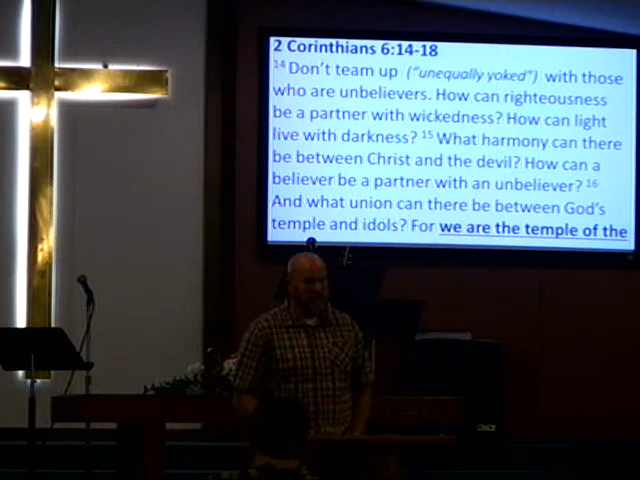 2 Corinthians 6:14-18
14 Don't team up ("unequally yoked") with those
who are unbelievers. How can righteousness
be a partner with wickedness? How can light
live with darkness? 15 What harmony can there
be between Christ and the devil? How can a
believer be a partner with an unbeliever? 16
And what union can there be between God's
temple and idols? For we are the temple of the